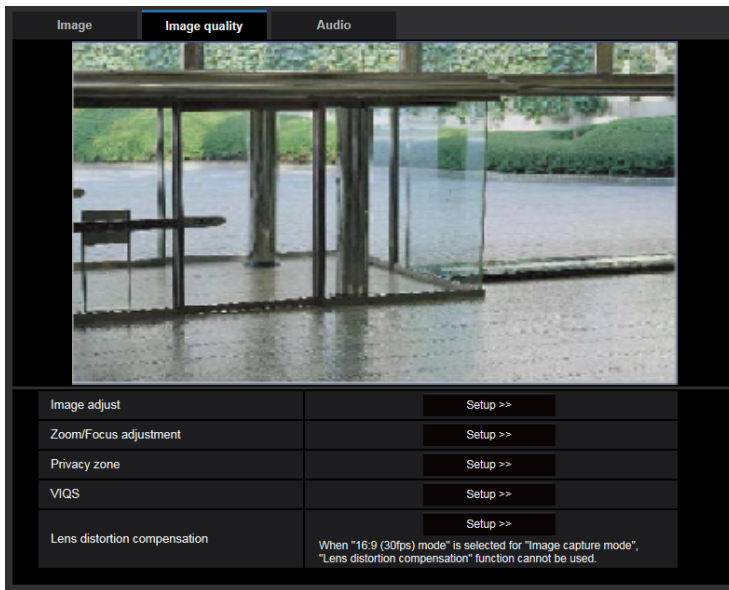 Image
Image quality
Audio
Image adjust
Setup >>
Zoom/Focus adjustment
Setup >>
Privacy zone
Setup >>
VIQS
Setup >>
Lens distortion compensation
Setup >>
When "16:9 (30fps) mode" is selected for "Image capture mode",
"Lens distortion compensation" function cannot be used.